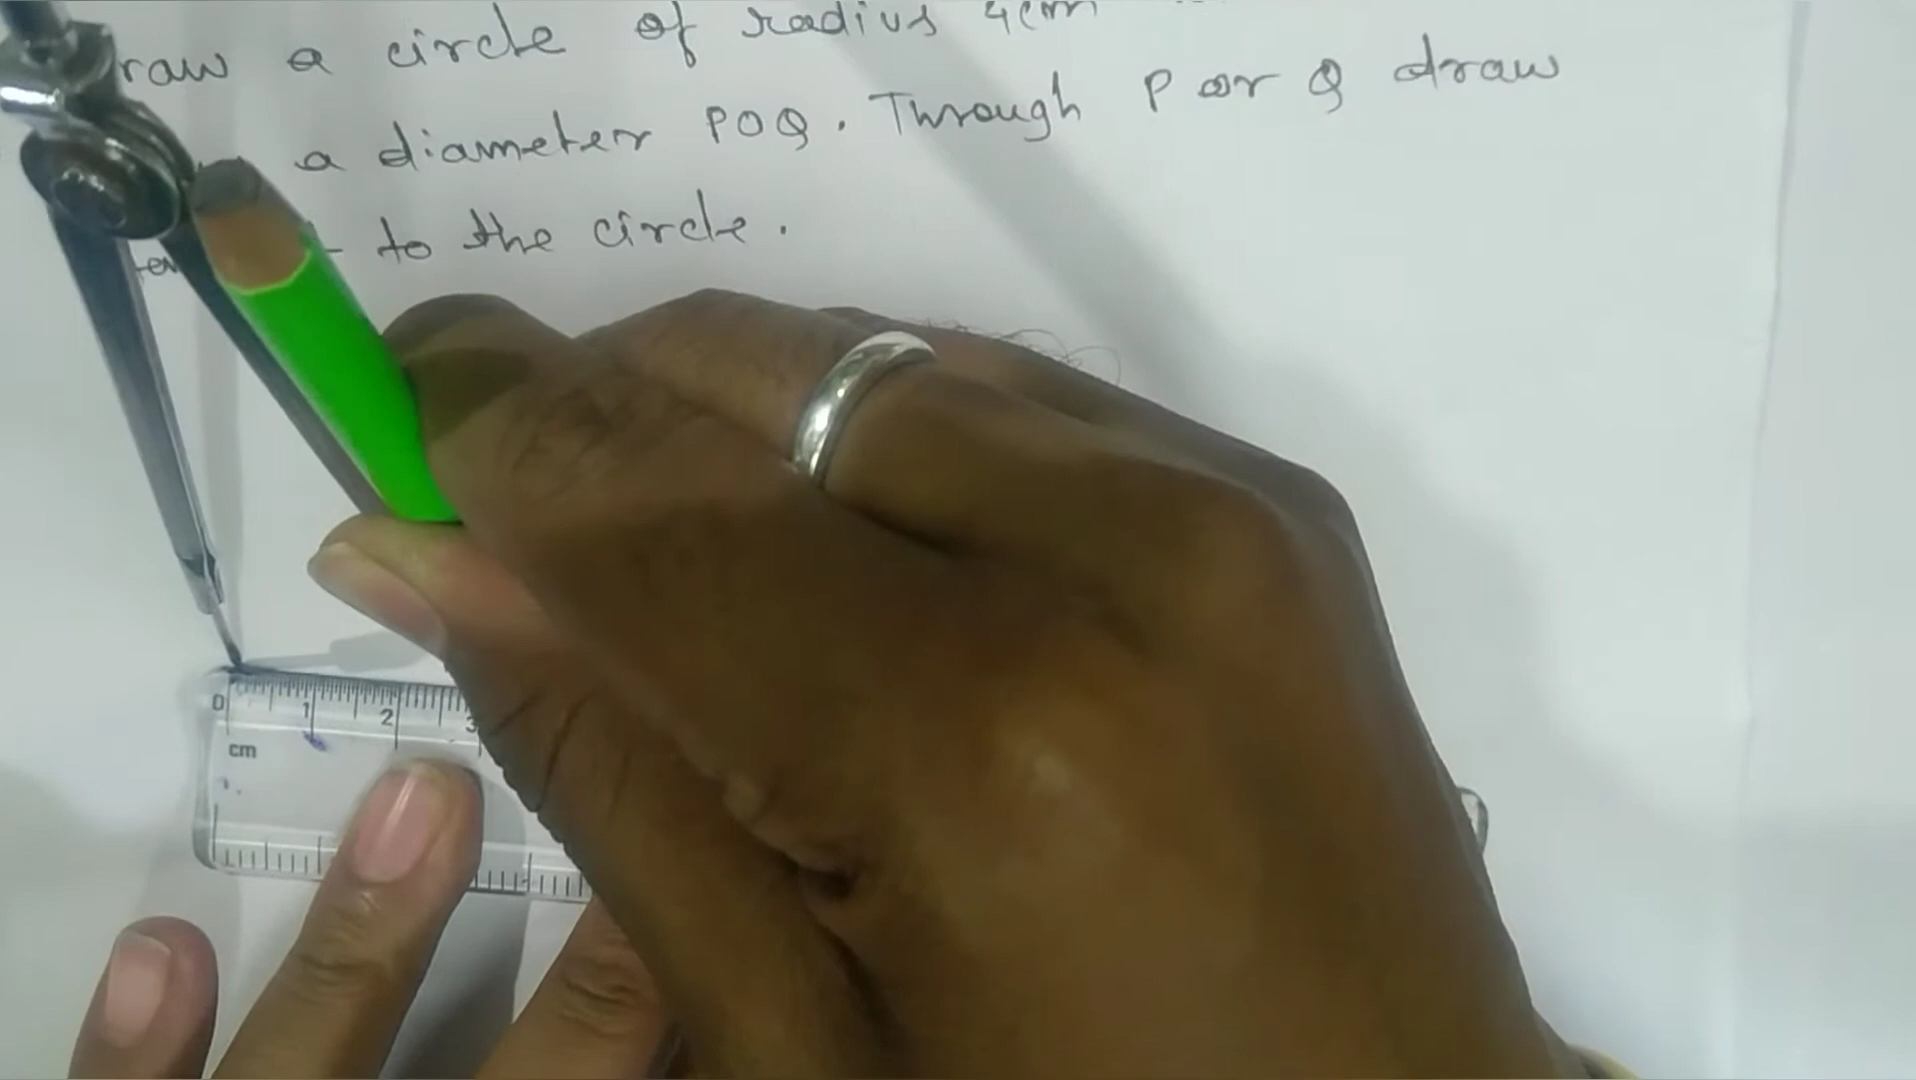 raw a circle of radius 4cm
a diameter POQ. Through P or Q draw
to the circle.
0 1 2 3
cm